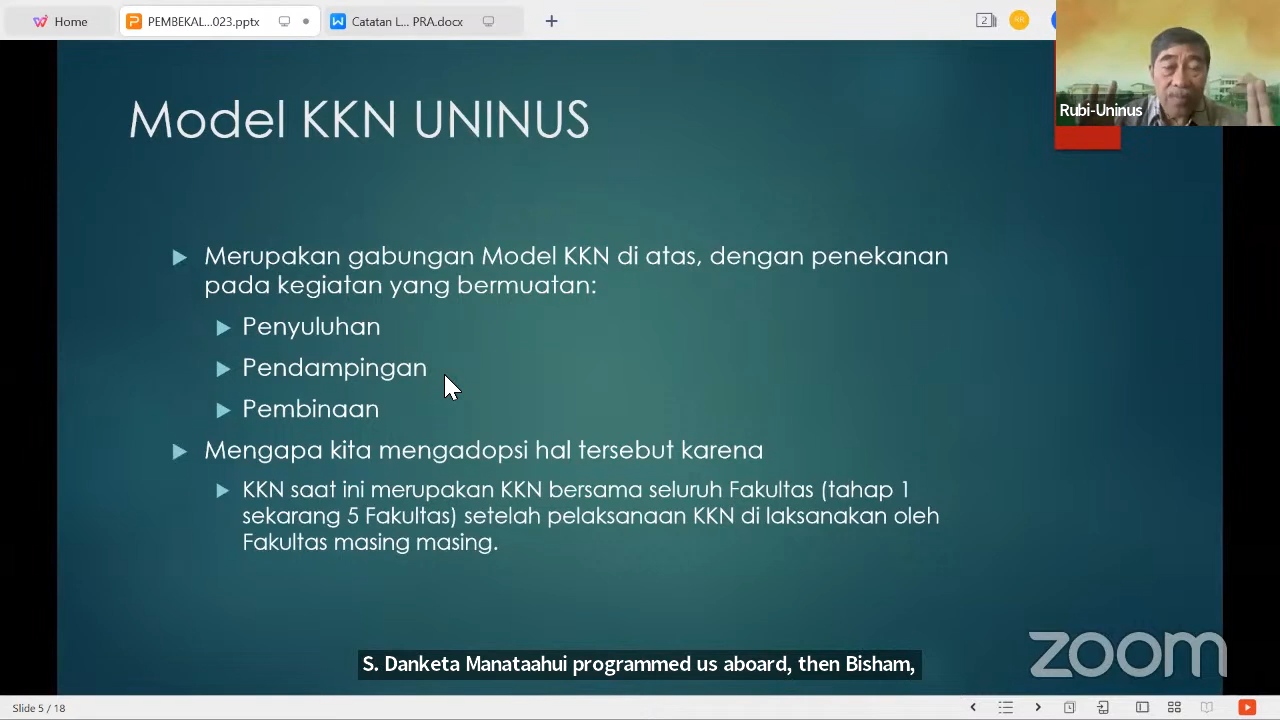 Home
PEMBEKAL...023.pptx
Catatan L... PRA.docx
2
RR
Rubi-Uninus
Model KKN UNINUS
Merupakan gabungan Model KKN di atas, dengan penekanan
pada kegiatan yang bermuatan:
Penyuluhan
Pendampingan
Pembinaan
Mengapa kita mengadopsi hal tersebut karena
KKN saat ini merupakan KKN bersama seluruh Fakultas (tahap 1
sekarang 5 Fakultas) setelah pelaksanaan KKN di laksanakan oleh
Fakultas masing masing.
S. Danketa Manataahui programmed us aboard, then Bisham,
zoom
Slide 5 / 18